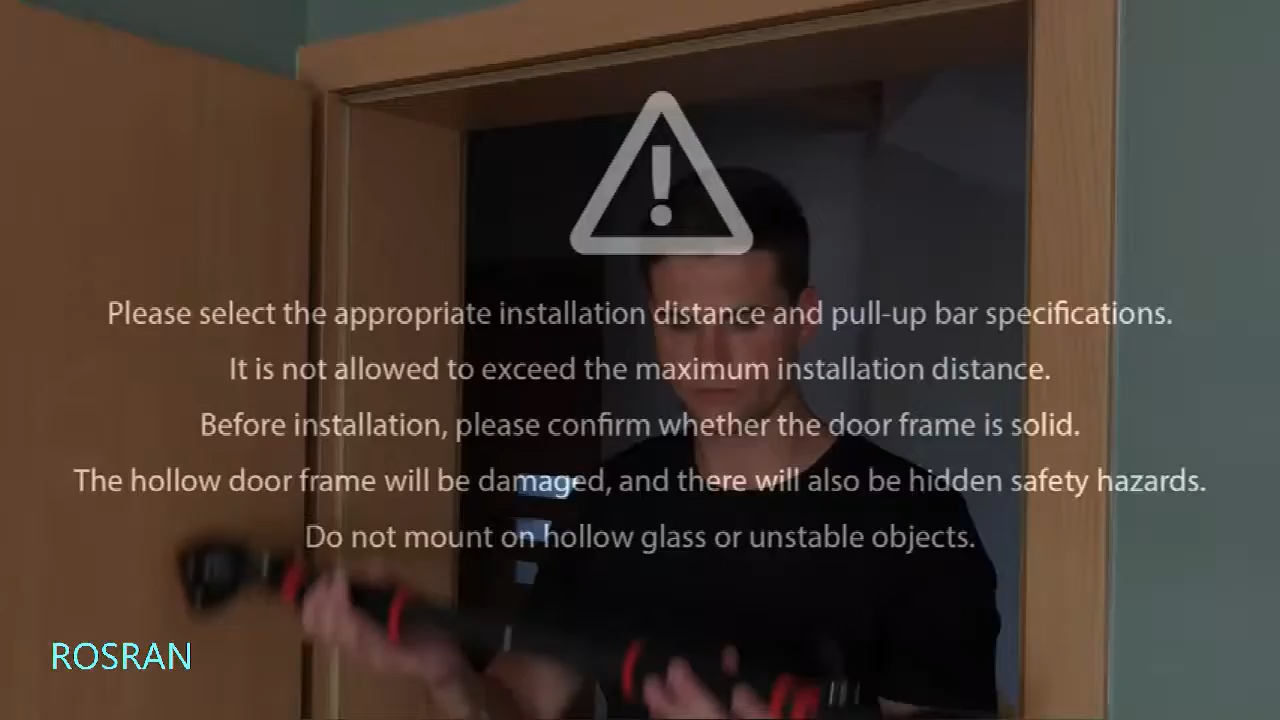 Please select the appropriate installation distance and pull-up bar specifications.
It is not allowed to exceed the maximum installation distance.
Before installation, please confirm whether the door frame is solid.
The hollow door frame will be damaged, and there will also be hidden safety hazards.
Do not mount on hollow glass or unstable objects.
ROSRAN